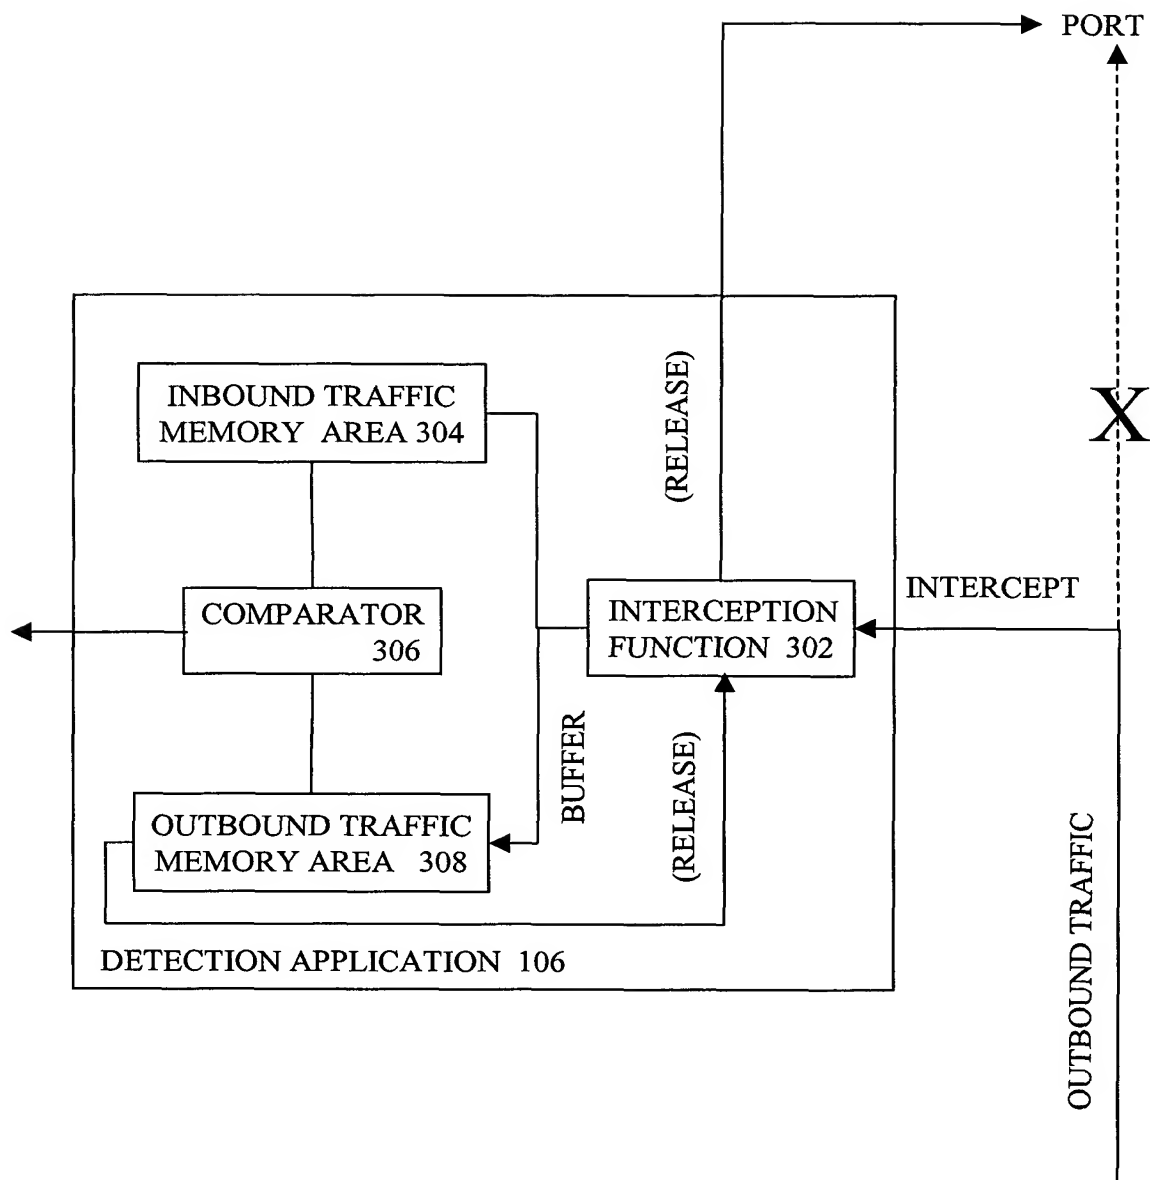 PORT
X
INBOUND TRAFFIC
MEMORY AREA 304
(RELEASE)
INTERCEPT
COMPARATOR
306
INTERCEPTION
FUNCTION 302
BUFFER
(RELEASE)
OUTBOUND TRAFFIC
MEMORY AREA 308
DETECTION APPLICATION 106
OUTBOUND TRAFFIC